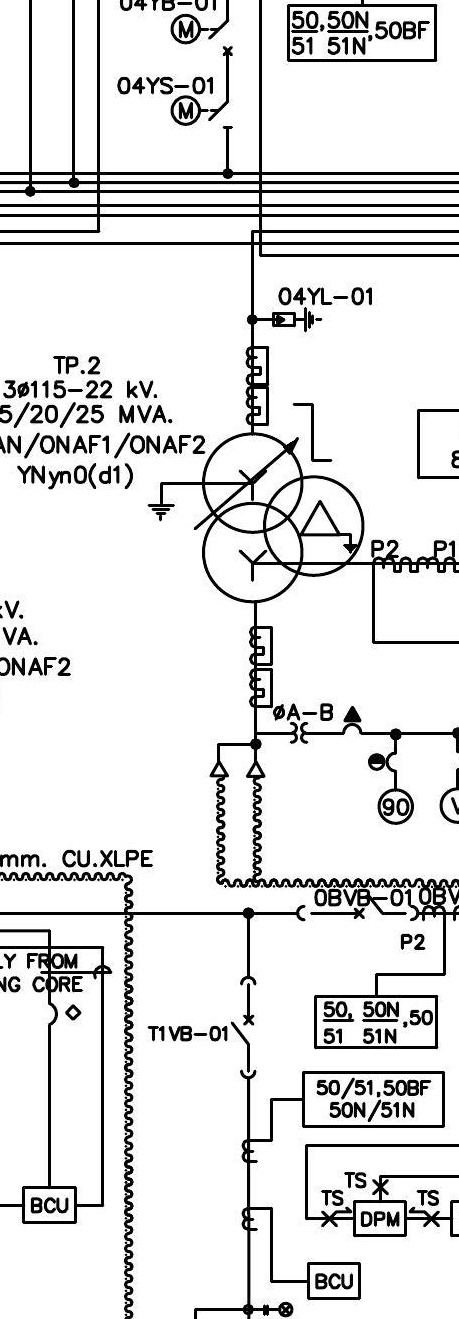 04YB-01
M
50,50N,50BF
51 51N
04YS-01
M
04YL-01
TP.2
3ø115-22 kV.
5/20/25 MVA.
AN/ONAF1/ONAF2
YNyn0(d1)
8
P2 P1
kV.
VA.
ONAF2
øA-B
90
V
mm. CU.XLPE
0BVB-01 0BV
P2
LY FROM
NG CORE
50, 50N,50
51 51N
T1VB-01
50/51,50BF
50N/51N
TS
TS TS
BCU
DPM
BCU